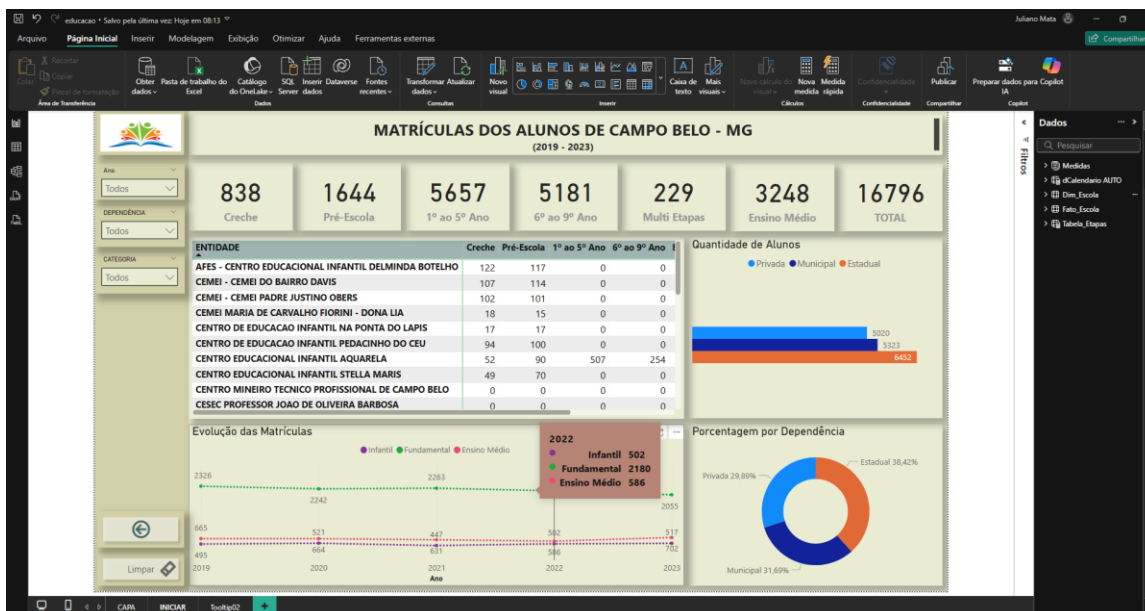 educacao • Salvo pela última vez: Hoje em 08:13
Juliano Mata
Arquivo Página Inicial Inserir Modelagem Exibição Otimizar Ajuda Ferramentas externas
Compartilhar
Colar
Recortar
Copiar
Pincel de formatação
Área de Transferência
Obter dados
Pasta de trabalho do Excel
Catálogo do OneLake
SQL Server
Inserir dados
Dataverse
Fontes recentes
Dados
Transformar dados
Atualizar
Consultas
Novo visual
Caixa de texto
Mais visuais
Inserir
Novo cálculo do visual
Nova medida
Medida rápida
Cálculos
Confidencialidade
Confidencialidade
Publicar
Compartilhar
Preparar dados para IA
Copilot
Copilot
MATRÍCULAS DOS ALUNOS DE CAMPO BELO - MG
(2019 - 2023)
Ano
Todos
DEPENDÊNCIA
Todos
CATEGORIA
Todos
838
Creche
1644
Pré-Escola
5657
1º ao 5º Ano
5181
6º ao 9º Ano
229
Multi Etapas
3248
Ensino Médio
16796
TOTAL
ENTIDADE Creche Pré-Escola 1º ao 5º Ano 6º ao 9º Ano
AFES - CENTRO EDUCACIONAL INFANTIL DELMINDA BOTELHO 122 117 0 0
CEMEI - CEMEI DO BAIRRO DAVIS 107 114 0 0
CEMEI - CEMEI PADRE JUSTINO OBERS 102 101 0 0
CEMEI MARIA DE CARVALHO FIORINI - DONA LIA 18 15 0 0
CENTRO DE EDUCACAO INFANTIL NA PONTA DO LAPIS 17 17 0 0
CENTRO DE EDUCACAO INFANTIL PEDACINHO DO CEU 94 100 0 0
CENTRO EDUCACIONAL INFANTIL AQUARELA 52 90 507 254
CENTRO EDUCACIONAL INFANTIL STELLA MARIS 49 70 0 0
CENTRO MINEIRO TECNICO PROFISSIONAL DE CAMPO BELO 0 0 0 0
CESEC PROFESSOR JOAO DE OLIVEIRA BARBOSA 0 0 0 0
Quantidade de Alunos
Privada Municipal Estadual
5020
5323
6452
Evolução das Matrículas
Infantil Fundamental Ensino Médio
2326
2242
2263
2055
665
521
447
502
517
495
664
631
586
702
2019 2020 2021 2022 2023
Ano
2022
Infantil 502
Fundamental 2180
Ensino Médio 586
Porcentagem por Dependência
Privada 29,89%
Estadual 38,42%
Municipal 31,69%
Limpar
Filtros
Dados
Pesquisar
Medidas
dCalendario AUTO
Dim_Escola
Fato_Escola
Tabela_Etapas
CAPA INICIAR Tooltip02